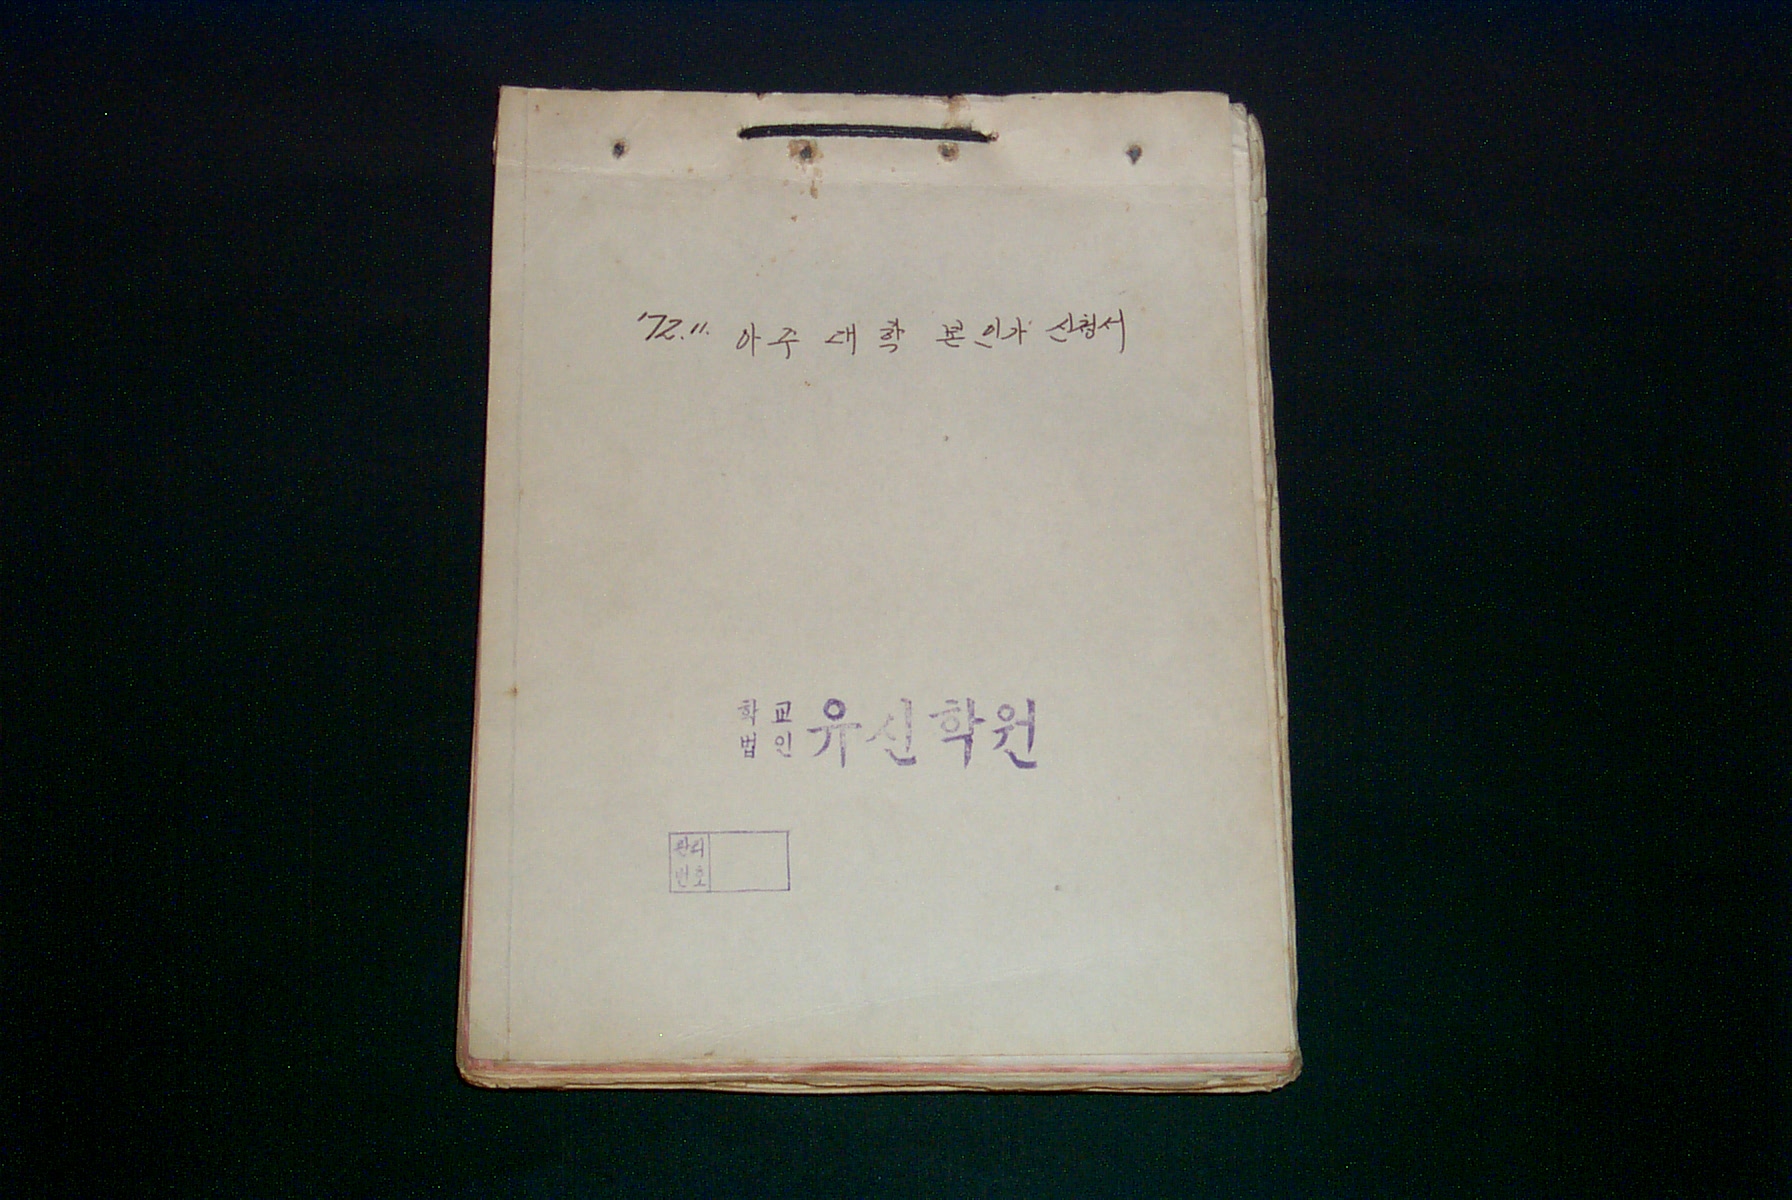 '72. 11. 아주 대학 본인가 신청서
학교
법인 유신학원
관리
번호